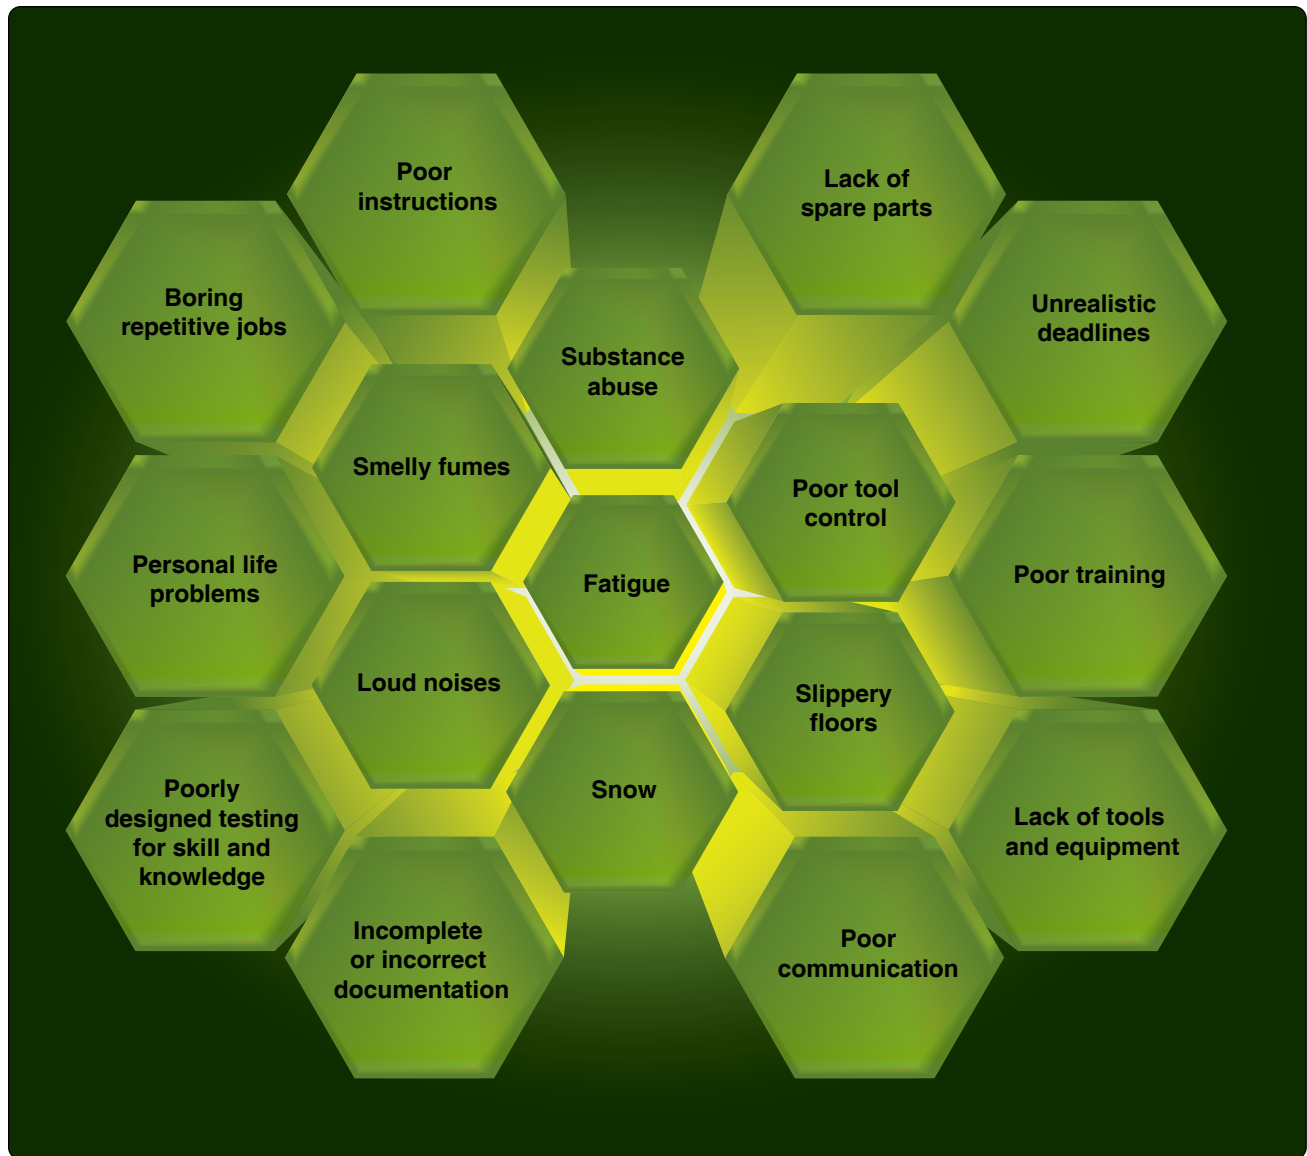 Poor
instructions
Lack of
spare parts
Boring
repetitive jobs
Unrealistic
deadlines
Substance
abuse
Smelly fumes
Poor tool
control
Personal life
problems
Fatigue
Poor training
Loud noises
Slippery
floors
Snow
Poorly
designed testing
for skill and
knowledge
Lack of tools
and equipment
Incomplete
or incorrect
documentation
Poor
communication